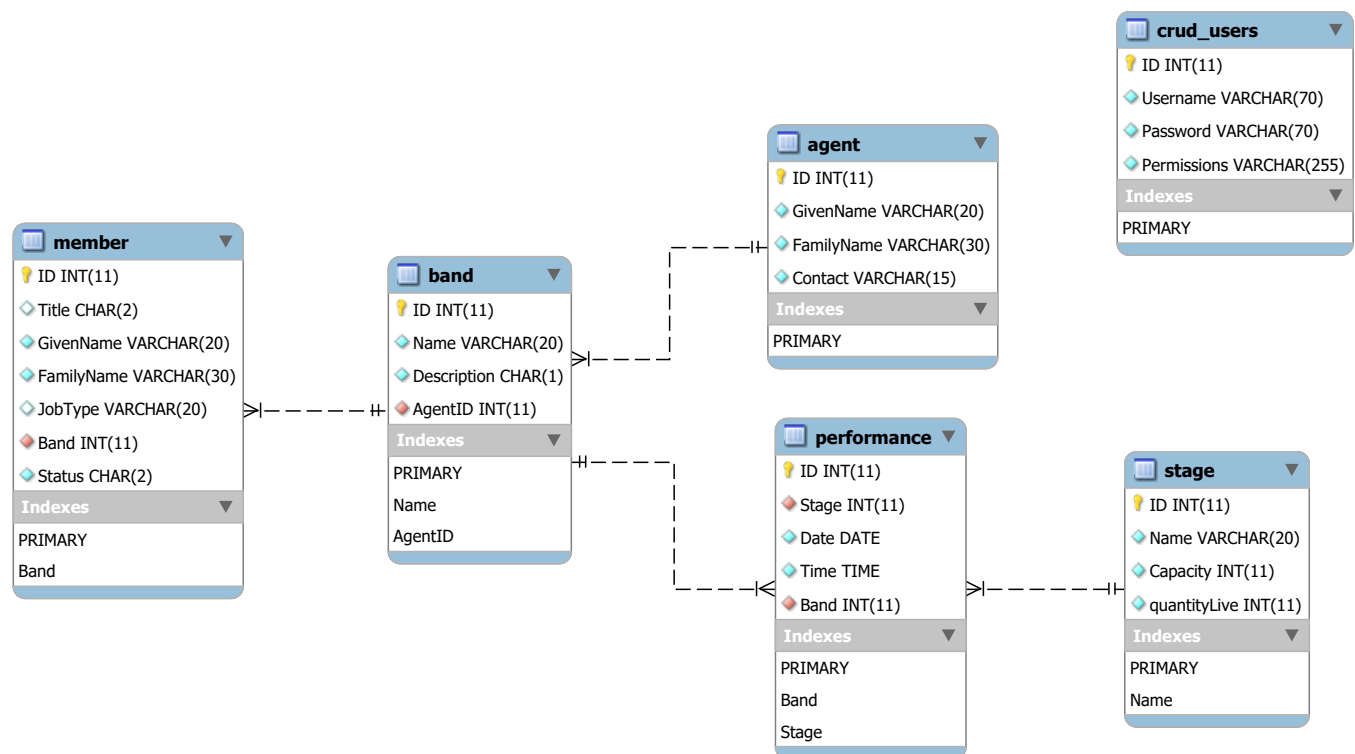 member
ID INT(11)
Title CHAR(2)
GivenName VARCHAR(20)
FamilyName VARCHAR(30)
JobType VARCHAR(20)
Band INT(11)
Status CHAR(2)
Indexes
PRIMARY
Band
band
ID INT(11)
Name VARCHAR(20)
Description CHAR(1)
AgentID INT(11)
Indexes
PRIMARY
Name
AgentID
agent
ID INT(11)
GivenName VARCHAR(20)
FamilyName VARCHAR(30)
Contact VARCHAR(15)
Indexes
PRIMARY
performance
ID INT(11)
Stage INT(11)
Date DATE
Time TIME
Band INT(11)
Indexes
PRIMARY
Band
Stage
crud_users
ID INT(11)
Username VARCHAR(70)
Password VARCHAR(70)
Permissions VARCHAR(255)
Indexes
PRIMARY
stage
ID INT(11)
Name VARCHAR(20)
Capacity INT(11)
quantityLive INT(11)
Indexes
PRIMARY
Name